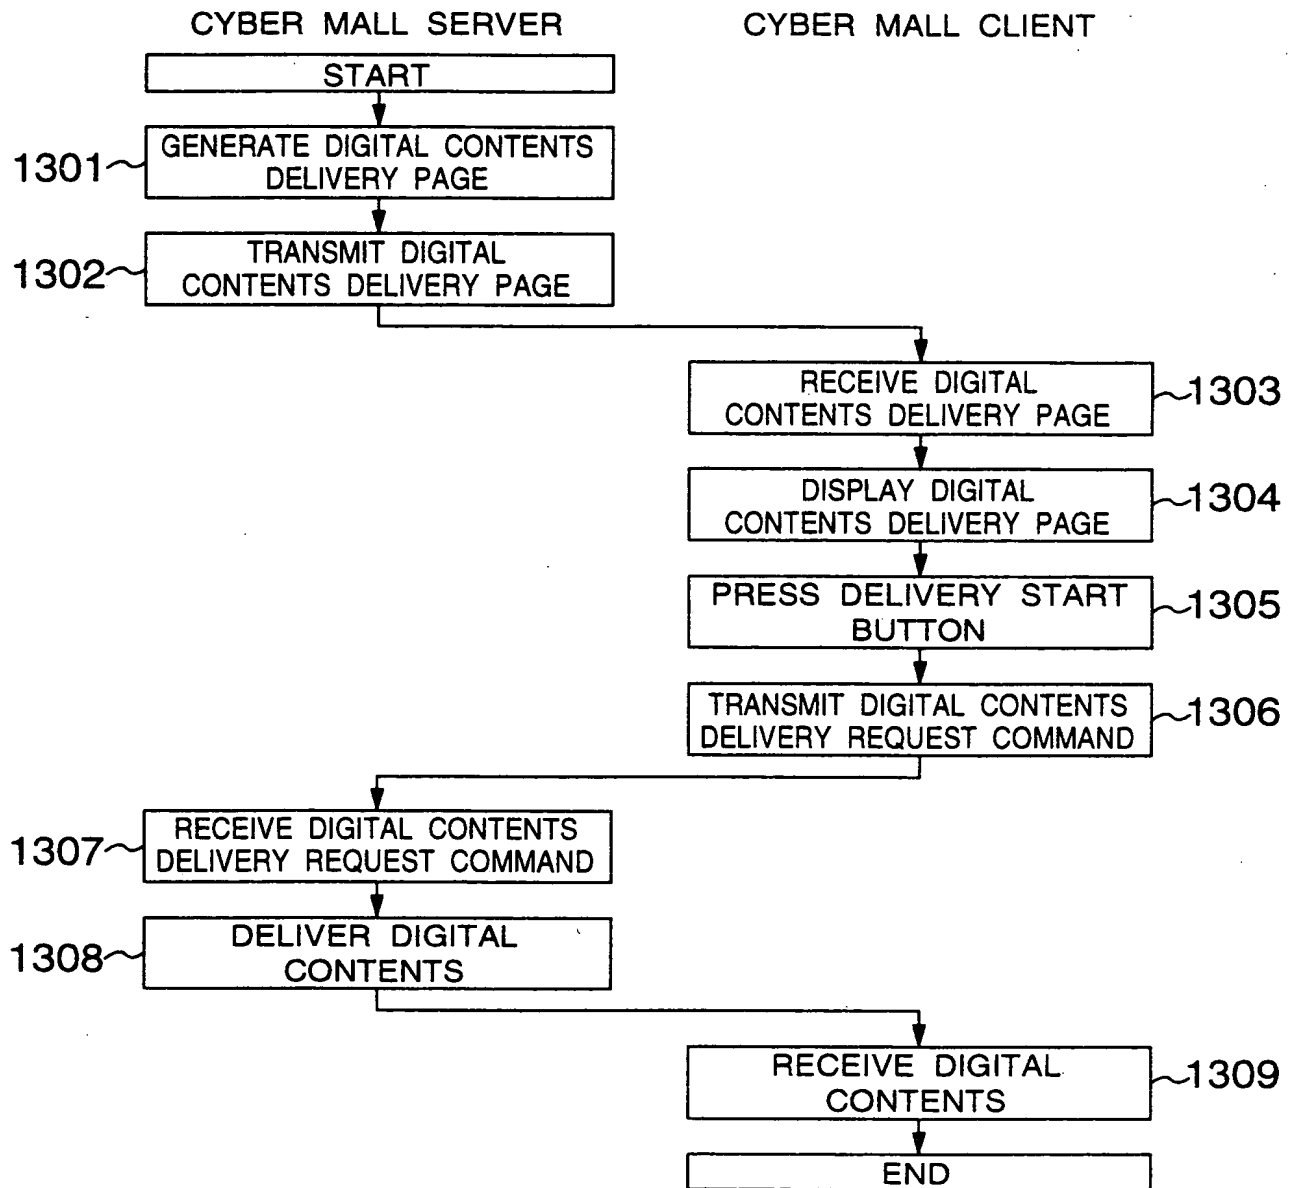 CYBER MALL SERVER
CYBER MALL CLIENT
START
GENERATE DIGITAL CONTENTS
DELIVERY PAGE
1301
TRANSMIT DIGITAL
CONTENTS DELIVERY PAGE
1302
RECEIVE DIGITAL
CONTENTS DELIVERY PAGE
1303
DISPLAY DIGITAL
CONTENTS DELIVERY PAGE
1304
PRESS DELIVERY START
BUTTON
1305
TRANSMIT DIGITAL CONTENTS
DELIVERY REQUEST COMMAND
1306
RECEIVE DIGITAL CONTENTS
DELIVERY REQUEST COMMAND
1307
DELIVER DIGITAL
CONTENTS
1308
RECEIVE DIGITAL
CONTENTS
1309
END